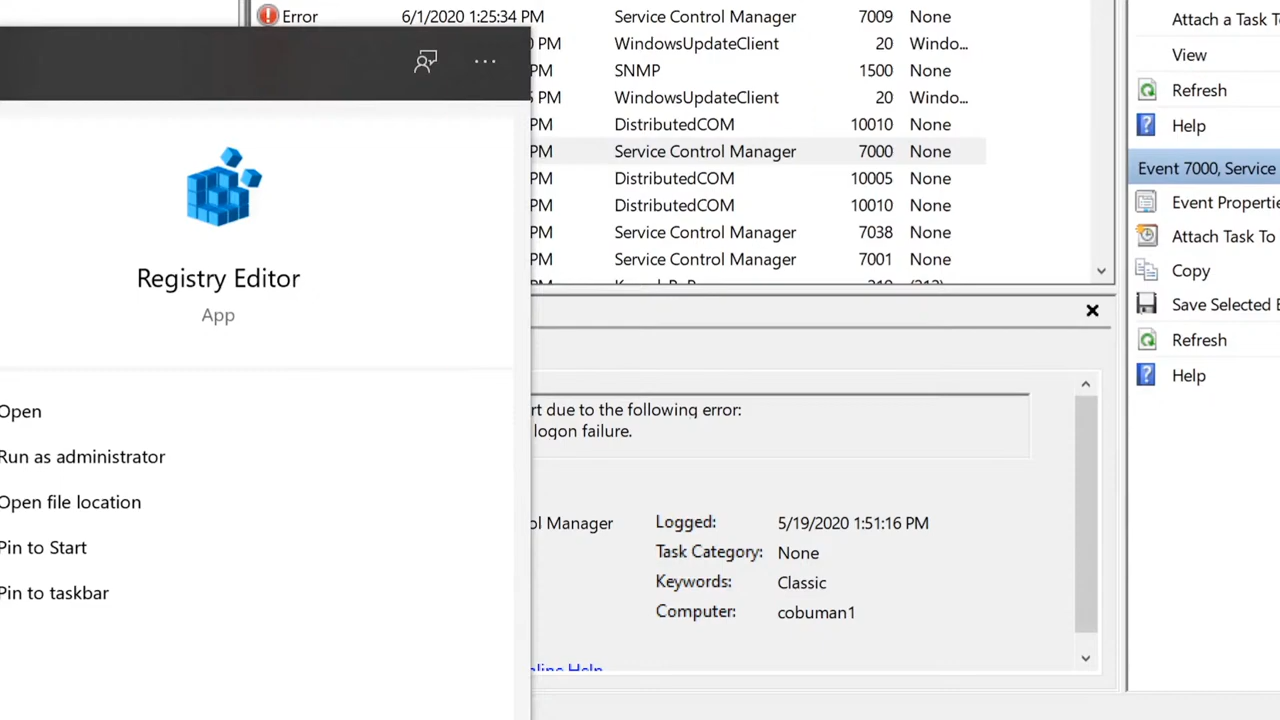 Error 6/1/2020 1:25:34 PM Service Control Manager 7009 None
PM WindowsUpdateClient 20 Windo...
PM SNMP 1500 None
PM WindowsUpdateClient 20 Windo...
PM DistributedCOM 10010 None
PM Service Control Manager 7000 None
PM DistributedCOM 10005 None
PM DistributedCOM 10010 None
PM Service Control Manager 7038 None
PM Service Control Manager 7001 None
Registry Editor
App
Open
Run as administrator
Open file location
Pin to Start
Pin to taskbar
rt due to the following error:
logon failure.
ol Manager Logged: 5/19/2020 1:51:16 PM
Task Category: None
Keywords: Classic
Computer: cobuman1
nline Help
Attach a Task To
View
Refresh
Help
Event 7000, Service
Event Propertie
Attach Task To
Copy
Save Selected E
Refresh
Help